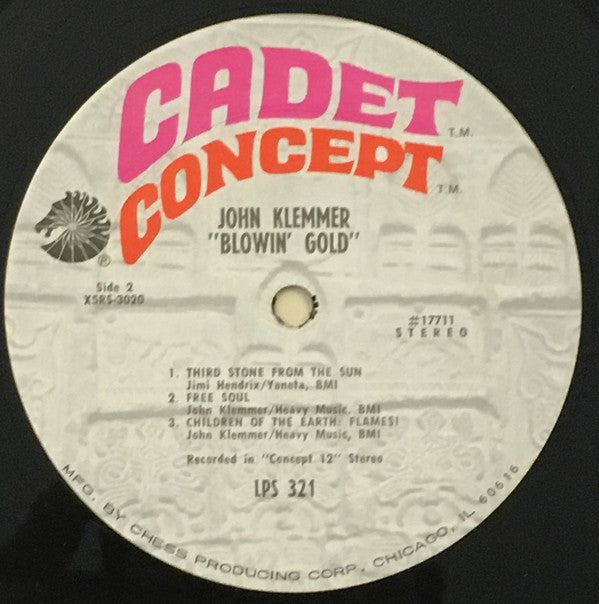 CADET
T.M.
CONCEPT
T.M.
®
JOHN KLEMMER
"BLOWIN' GOLD"
Side 2
XSRS-3020
#17711
STEREO
1. THIRD STONE FROM THE SUN
Jimi Hendrix/Yaneta, BMI
2. FREE SOUL
John Klemmer/Heavy Music, BMI
3. CHILDREN OF THE EARTH: FLAMES!
John Klemmer/Heavy Music, BMI
Recorded in "Concept 12" Stereo
LPS 321
MFG. BY CHESS PRODUCING CORP. CHICAGO, IL 60616